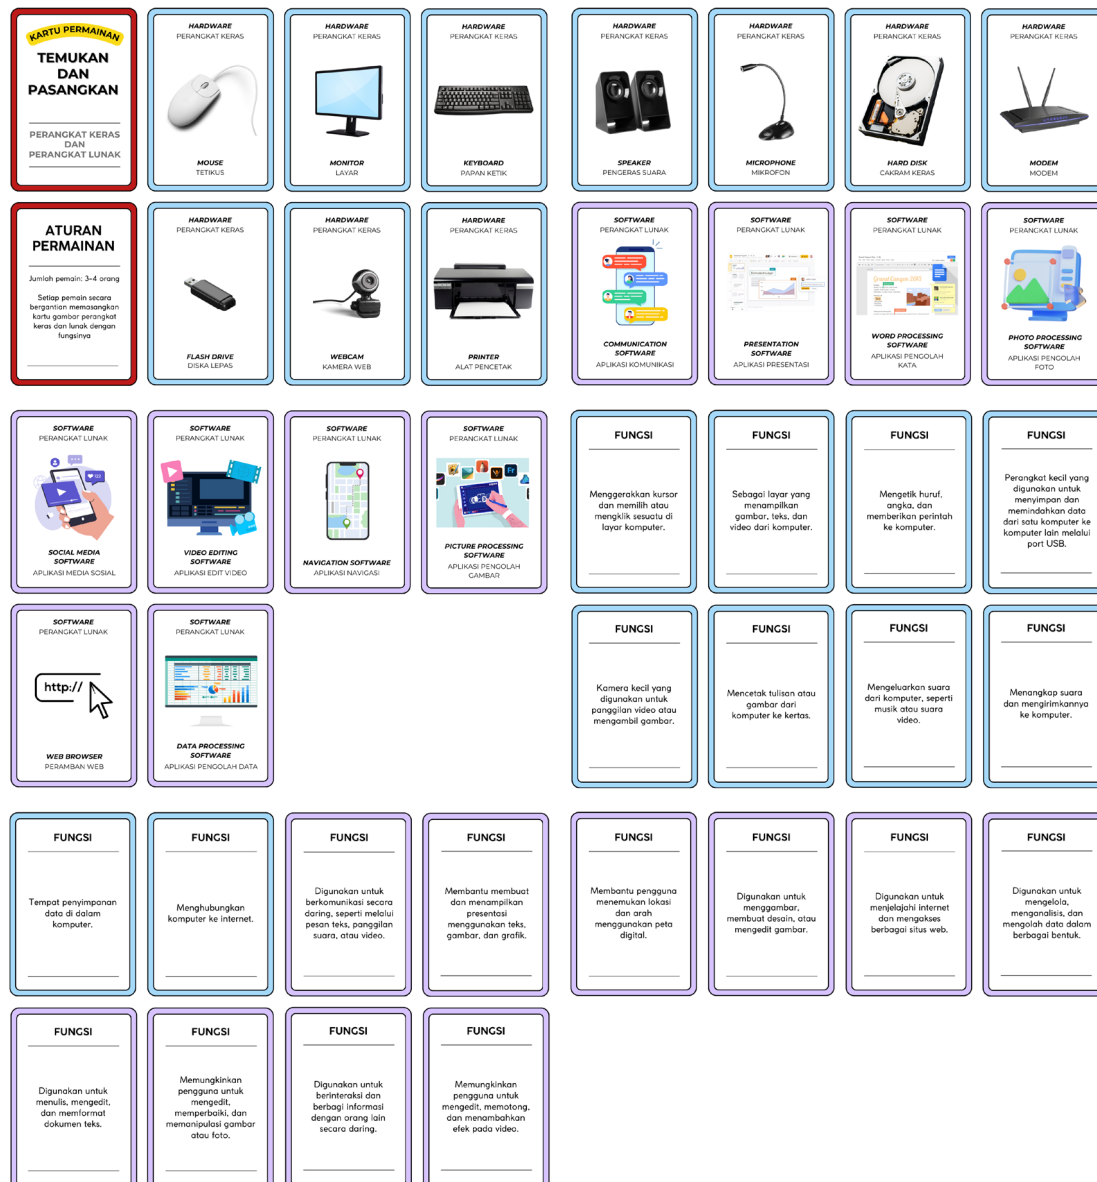 KARTU PERMAINAN
TEMUKAN
DAN
PASANGKAN
PERANGKAT KERAS
DAN
PERANGKAT LUNAK
HARDWARE
PERANGKAT KERAS
MOUSE
TETIKUS
HARDWARE
PERANGKAT KERAS
MONITOR
LAYAR
HARDWARE
PERANGKAT KERAS
KEYBOARD
PAPAN KETIK
HARDWARE
PERANGKAT KERAS
SPEAKER
PENGERAS SUARA
HARDWARE
PERANGKAT KERAS
MICROPHONE
MIKROFON
HARDWARE
PERANGKAT KERAS
HARD DISK
CAKRAM KERAS
HARDWARE
PERANGKAT KERAS
MODEM
MODEM
ATURAN
PERMAINAN
Jumlah pemain: 3-4 orang
Setiap pemain secara
bergantian memasangkan
kartu gambar perangkat
keras dan lunak dengan
fungsinya
HARDWARE
PERANGKAT KERAS
FLASH DRIVE
DISKA LEPAS
HARDWARE
PERANGKAT KERAS
WEBCAM
KAMERA WEB
HARDWARE
PERANGKAT KERAS
PRINTER
ALAT PENCETAK
SOFTWARE
PERANGKAT LUNAK
COMMUNICATION
SOFTWARE
APLIKASI KOMUNIKASI
SOFTWARE
PERANGKAT LUNAK
PRESENTATION
SOFTWARE
APLIKASI PRESENTASI
SOFTWARE
PERANGKAT LUNAK
WORD PROCESSING
SOFTWARE
APLIKASI PENGOLAH
KATA
SOFTWARE
PERANGKAT LUNAK
PHOTO PROCESSING
SOFTWARE
APLIKASI PENGOLAH
FOTO
SOFTWARE
PERANGKAT LUNAK
SOCIAL MEDIA
SOFTWARE
APLIKASI MEDIA SOSIAL
SOFTWARE
PERANGKAT LUNAK
VIDEO EDITING
SOFTWARE
APLIKASI EDIT VIDEO
SOFTWARE
PERANGKAT LUNAK
NAVIGATION SOFTWARE
APLIKASI NAVIGASI
SOFTWARE
PERANGKAT LUNAK
Fr
PICTURE PROCESSING
SOFTWARE
APLIKASI PENGOLAH
GAMBAR
FUNGSI
Menggerakkan kursor
dan memilih atau
mengklik sesuatu di
layar komputer.
FUNGSI
Sebagai layar yang
menampilkan
gambar, teks, dan
video dari komputer.
FUNGSI
Mengetik huruf,
angka, dan
memberikan perintah
ke komputer.
FUNGSI
Perangkat kecil yang
digunakan untuk
menyimpan dan
memindahkan data
dari satu komputer ke
komputer lain melalui
port USB.
SOFTWARE
PERANGKAT LUNAK
http://
WEB BROWSER
PERAMBAN WEB
SOFTWARE
PERANGKAT LUNAK
DATA PROCESSING
SOFTWARE
APLIKASI PENGOLAH DATA
FUNGSI
Kamera kecil yang
digunakan untuk
panggilan video atau
mengambil gambar.
FUNGSI
Mencetak tulisan atau
gambar dari
komputer ke kertas.
FUNGSI
Mengeluarkan suara
dari komputer, seperti
musik atau suara
video.
FUNGSI
Menangkap suara
dan mengirimkannya
ke komputer.
FUNGSI
Tempat penyimpanan
data di dalam
komputer.
FUNGSI
Menghubungkan
komputer ke internet.
FUNGSI
Digunakan untuk
berkomunikasi secara
daring, seperti melalui
pesan teks, panggilan
suara, atau video.
FUNGSI
Membantu membuat
dan menampilkan
presentasi
menggunakan teks,
gambar, dan grafik.
FUNGSI
Membantu pengguna
menemukan lokasi
dan arah
menggunakan peta
digital.
FUNGSI
Digunakan untuk
menggambar,
membuat desain, atau
mengedit gambar.
FUNGSI
Digunakan untuk
menjelajahi internet
dan mengakses
berbagai situs web.
FUNGSI
Digunakan untuk
mengelola,
menganalisis, dan
mengolah data dalam
berbagai bentuk.
FUNGSI
Digunakan untuk
menulis, mengedit,
dan memformat
dokumen teks.
FUNGSI
Memungkinkan
pengguna untuk
mengedit,
memperbaiki, dan
memanipulasi gambar
atau foto.
FUNGSI
Digunakan untuk
berinteraksi dan
berbagi informasi
dengan orang lain
secara daring.
FUNGSI
Memungkinkan
pengguna untuk
mengedit, memotong,
dan menambahkan
efek pada video.